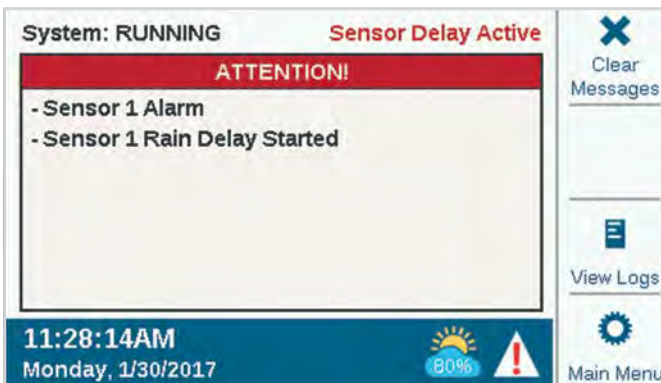 System: RUNNING
Sensor Delay Active
ATTENTION!
- Sensor 1 Alarm
- Sensor 1 Rain Delay Started
11:28:14AM
Monday, 1/30/2017
80%
Clear
Messages
View Logs
Main Menu